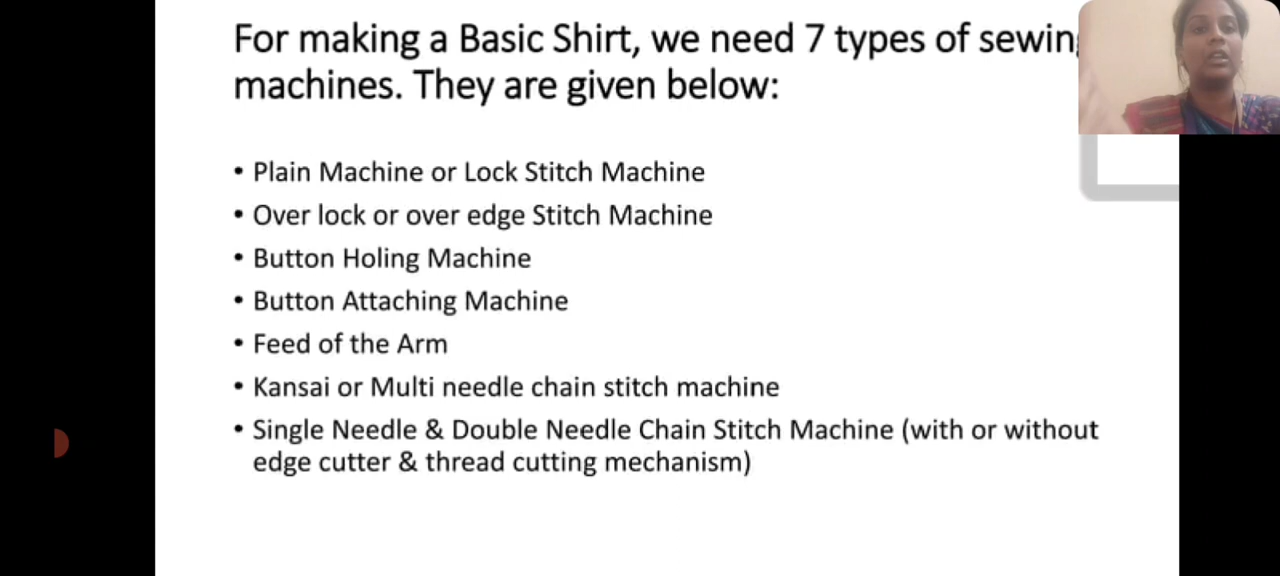 For making a Basic Shirt, we need 7 types of sewin
machines. They are given below:
• Plain Machine or Lock Stitch Machine
• Over lock or over edge Stitch Machine
• Button Holing Machine
• Button Attaching Machine
• Feed of the Arm
• Kansai or Multi needle chain stitch machine
• Single Needle & Double Needle Chain Stitch Machine (with or without
edge cutter & thread cutting mechanism)